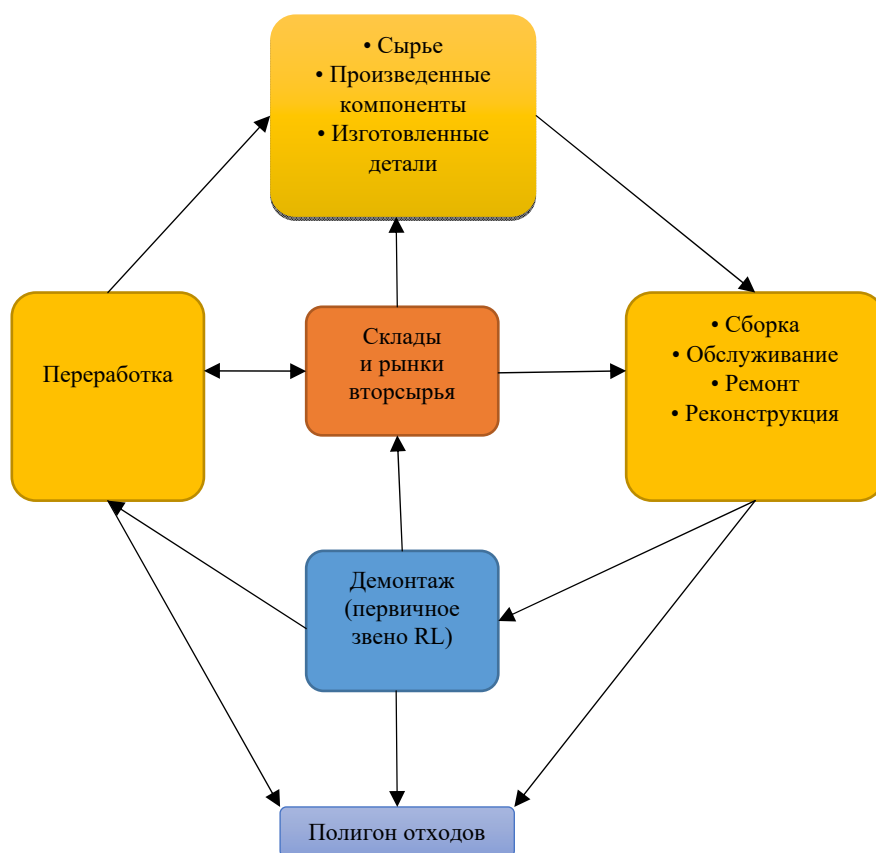 • Сырье
• Произведенные
компоненты
• Изготовленные
детали
Переработка
Склады
и рынки
вторсырья
• Сборка
• Обслуживание
• Ремонт
• Реконструкция
Демонтаж
(первичное
звено RL)
Полигон отходов